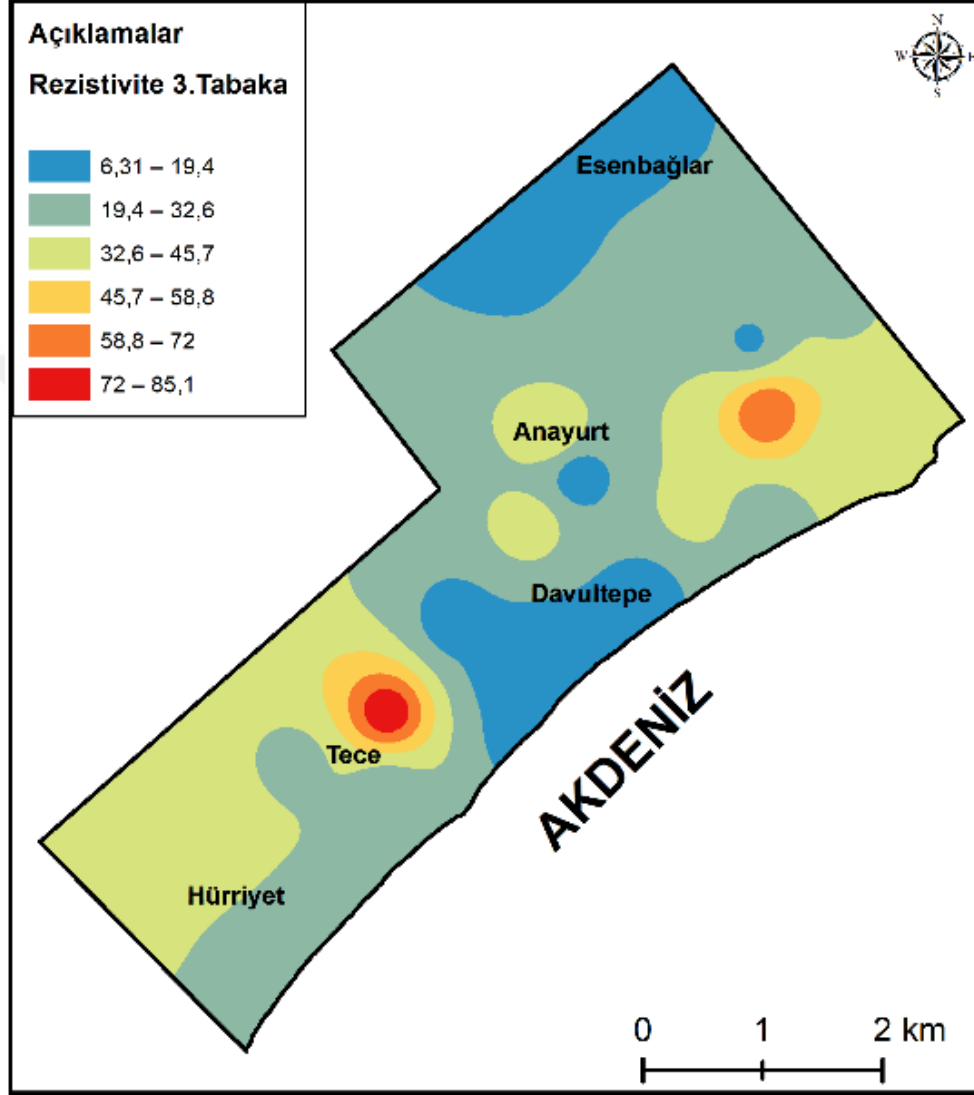 Açıklamalar
Rezistivite 3.Tabaka
6,31 – 19,4
19,4 – 32,6
32,6 – 45,7
45,7 – 58,8
58,8 – 72
72 – 85,1
N
W E
S
Esenbağlar
Anayurt
Davultepe
Tece
Hürriyet
AKDENİZ
0 1 2 km